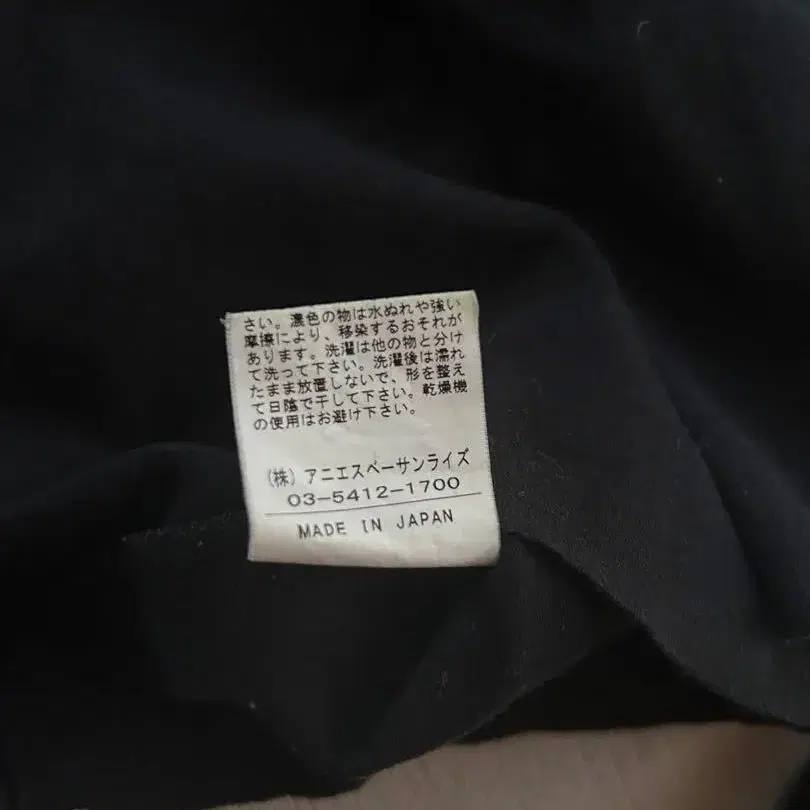 さい。濃色の物は水ぬれや強い
摩擦により、移染するおそれが
あります。洗濯は他の物と分け
て洗って下さい。洗濯後は濡れ
たまま放置しないで、形を整え
て日陰で干して下さい。乾燥機
の使用はお避け下さい。
(株)アニエスベーサンライズ
03-5412-1700
MADE IN JAPAN